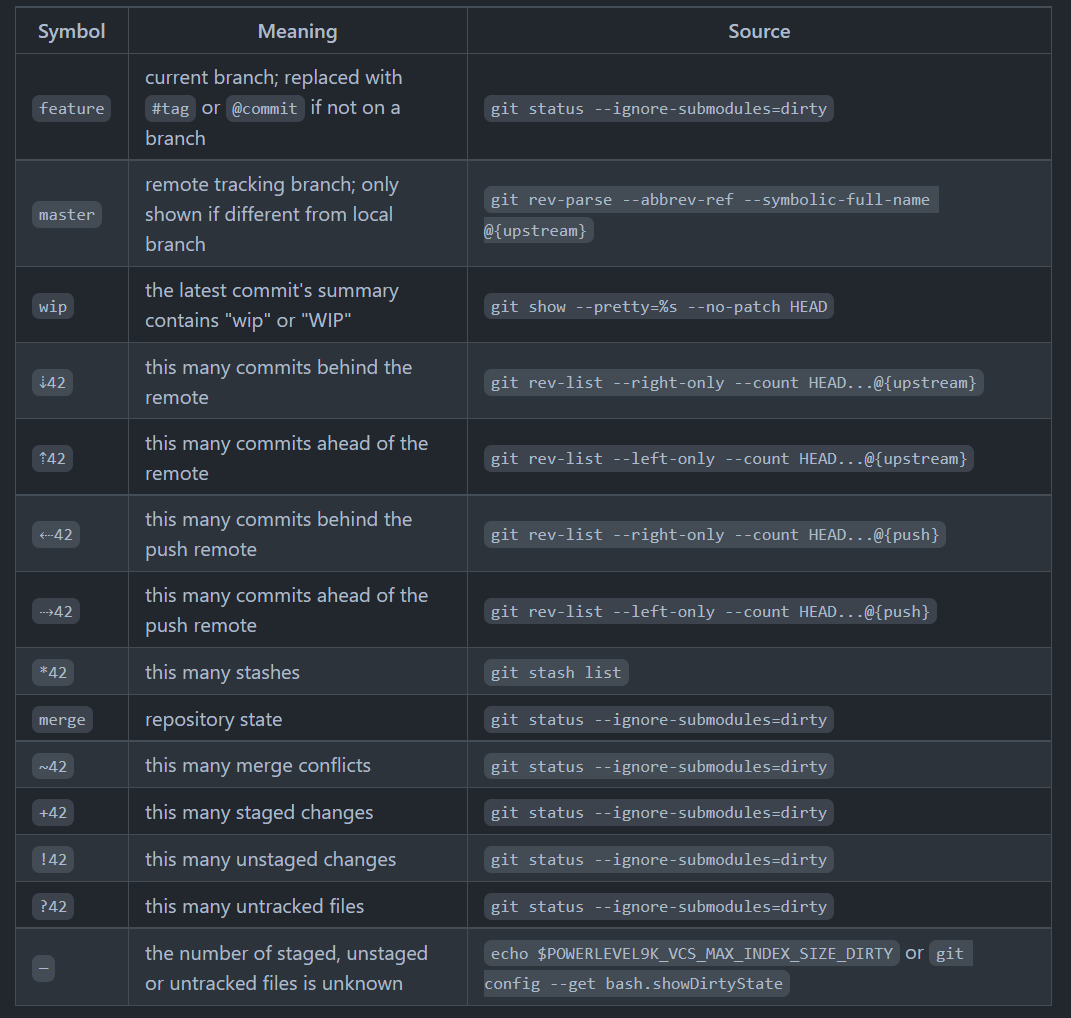 Symbol Meaning Source
feature current branch; replaced with #tag or @commit if not on a branch git status --ignore-submodules=dirty
master remote tracking branch; only shown if different from local branch git rev-parse --abbrev-ref --symbolic-full-name @{upstream}
wip the latest commit's summary contains "wip" or "WIP" git show --pretty=%s --no-patch HEAD
⇣42 this many commits behind the remote git rev-list --right-only --count HEAD...@{upstream}
⇡42 this many commits ahead of the remote git rev-list --left-only --count HEAD...@{upstream}
⇠42 this many commits behind the push remote git rev-list --right-only --count HEAD...@{push}
⇢42 this many commits ahead of the push remote git rev-list --left-only --count HEAD...@{push}
*42 this many stashes git stash list
merge repository state git status --ignore-submodules=dirty
~42 this many merge conflicts git status --ignore-submodules=dirty
+42 this many staged changes git status --ignore-submodules=dirty
!42 this many unstaged changes git status --ignore-submodules=dirty
?42 this many untracked files git status --ignore-submodules=dirty
─ the number of staged, unstaged or untracked files is unknown echo $POWERLEVEL9K_VCS_MAX_INDEX_SIZE_DIRTY or git config --get bash.showDirtyState